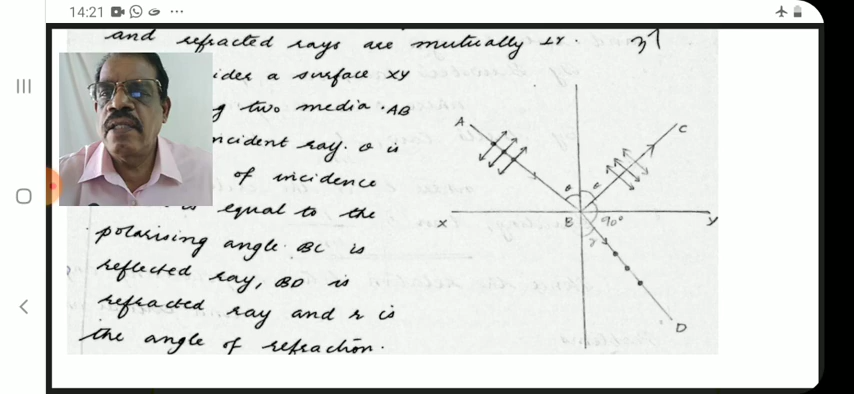 14:21
and refracted rays are mutually ⊥r.
ider a surface XY
g two media. AB
ncident ray. θ is
of incidence
is equal to the
polarising angle. BC is
reflected ray, BD is
refracted ray and r is
the angle of refraction.
A
C
θ
θ
X
B
90°
Y
r
D